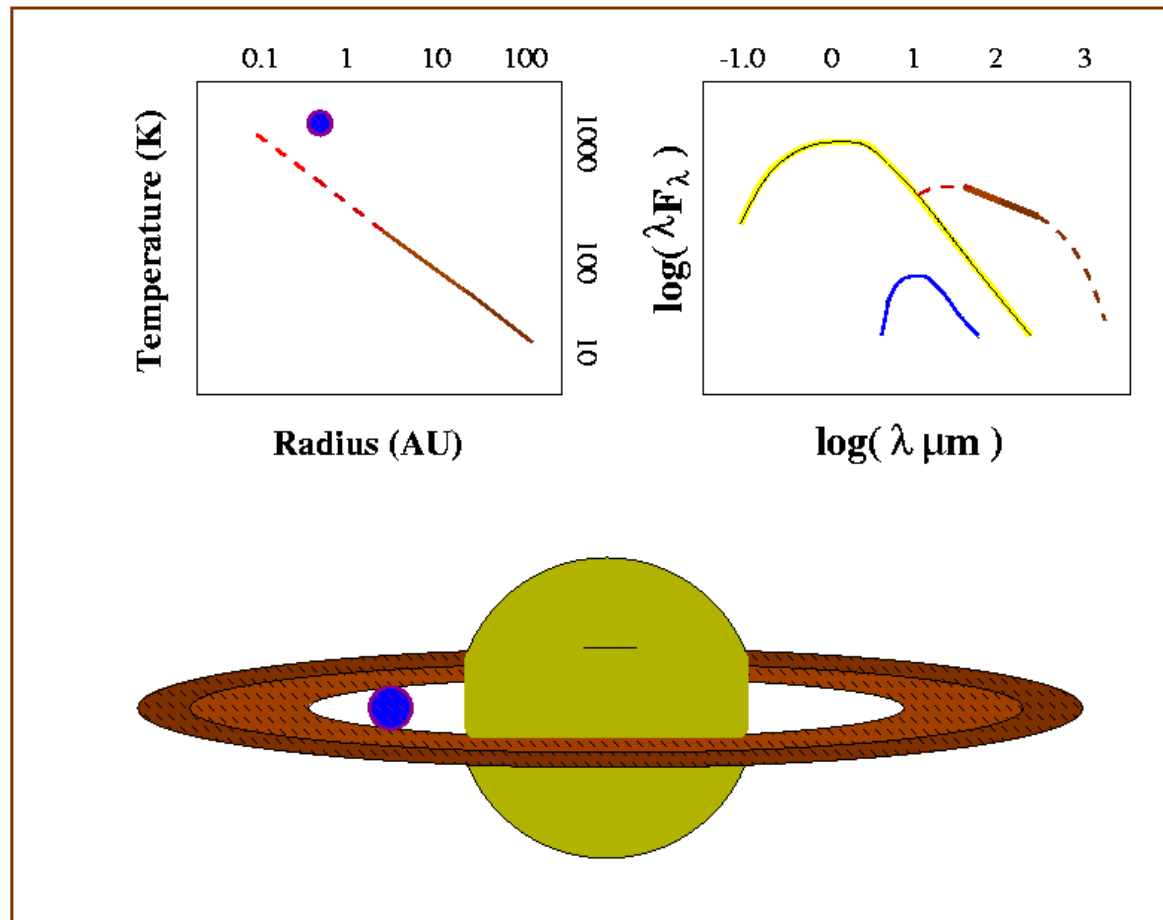 0.1 1 10 100
Temperature (K)
1000
100
10
Radius (AU)
-1.0 0 1 2 3
log( λF_λ )
log( λ μm )